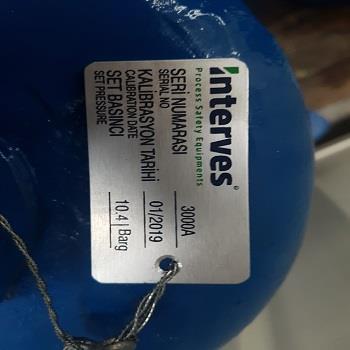 interves®
Process Safety Equipments
SERİ NUMARASI
SERIAL NO
3000A
KALİBRASYON TARİHİ
CALIBRATION DATE
01/2019
SET BASINCI
SET PRESSURE
10.4 | Barg